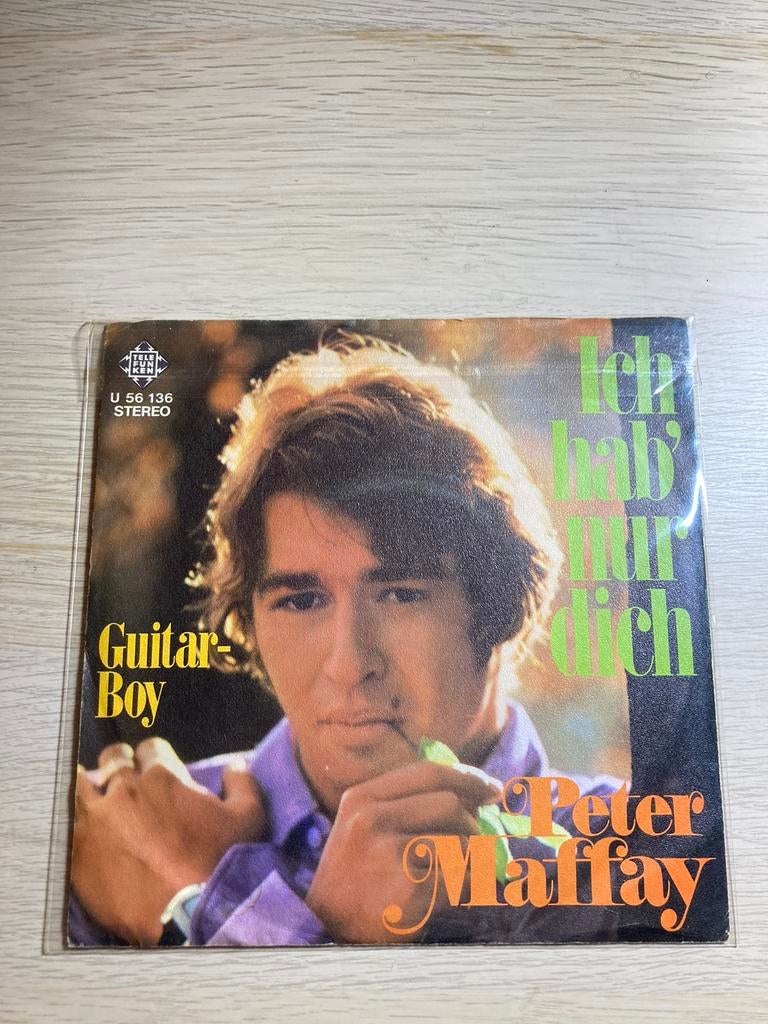 TELE
FUN
KEN
U 56 136
STEREO
Ich
hab'
nur
dich
Guitar-
Boy
Peter
Maffay